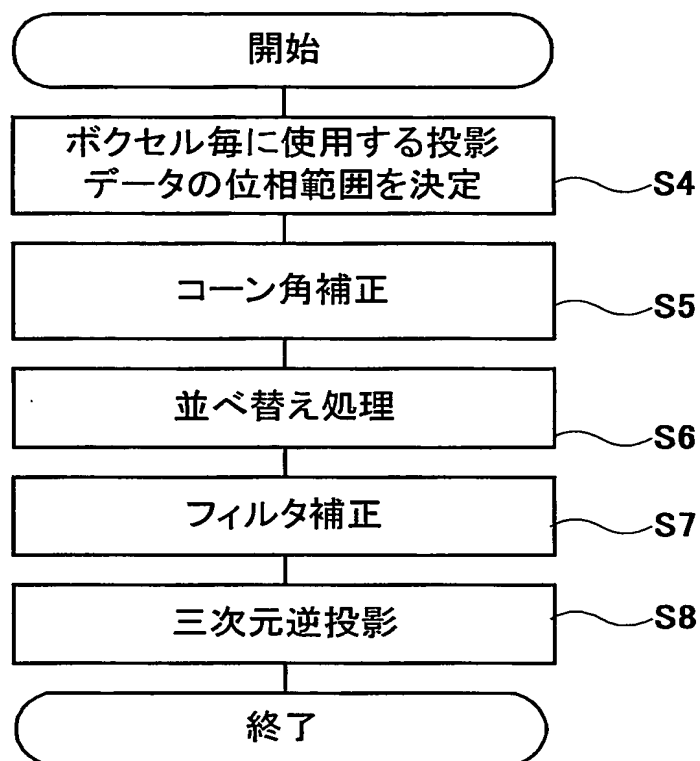 開始
ボクセル毎に使用する投影
データの位相範囲を決定
S4
コーン角補正
S5
並べ替え処理
S6
フィルタ補正
S7
三次元逆投影
S8
終了